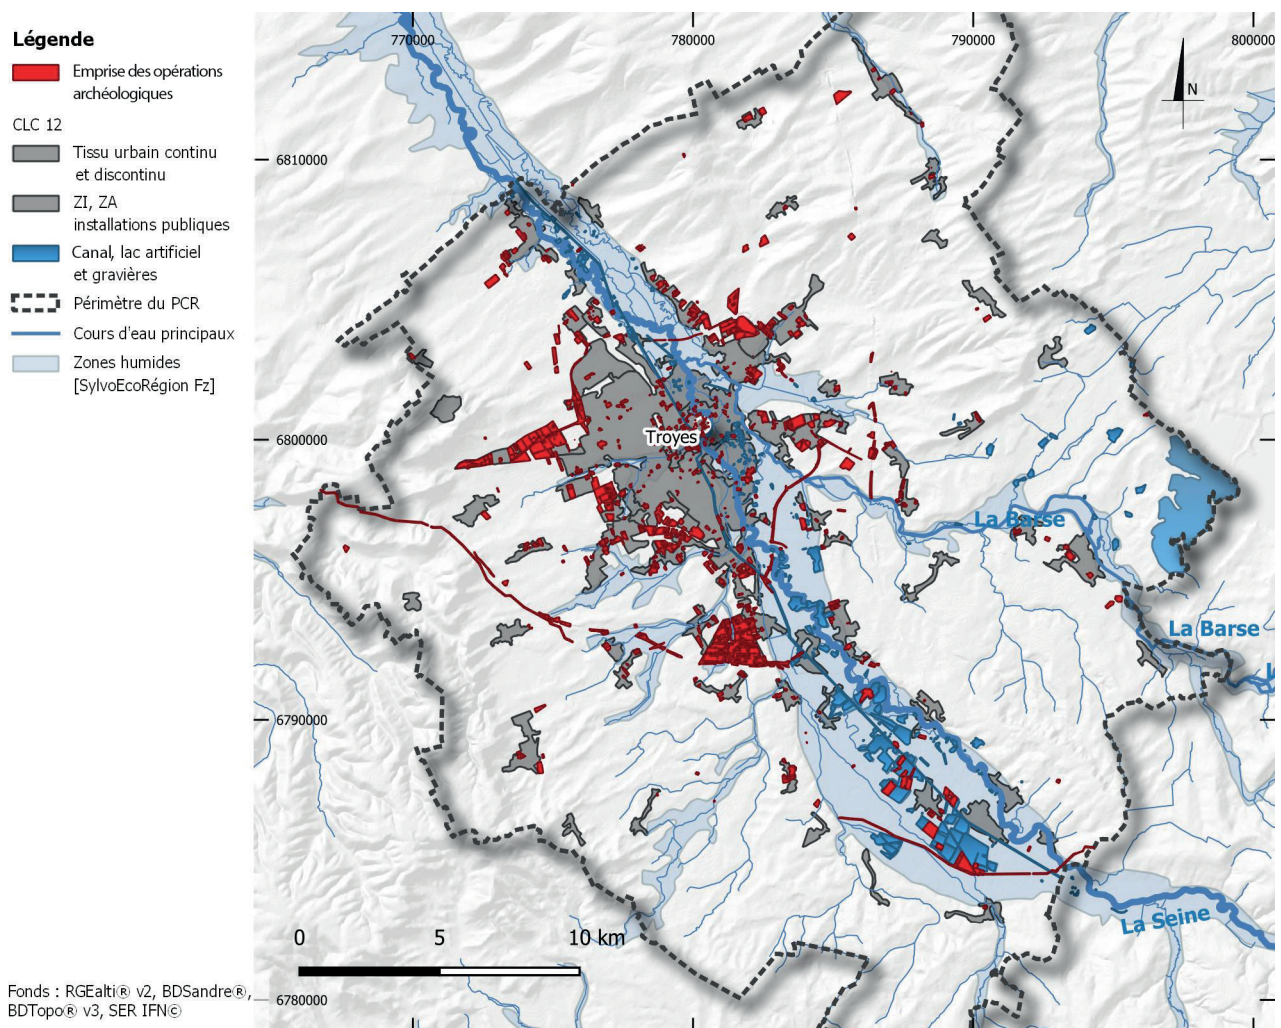 Légende
Emprise des opérations
archéologiques
CLC 12
Tissu urbain continu
et discontinu
ZI, ZA
installations publiques
Canal, lac artificiel
et gravières
Périmètre du PCR
Cours d'eau principaux
Zones humides
[SylvoEcoRégion Fz]
770000
780000
790000
800000
N
6810000
6800000
Troyes
La Barse
La Barse
6790000
La Seine
0 5 10 km
6780000
Fonds : RGEalti® v2, BDSandre®,
BDTopo® v3, SER IFN©